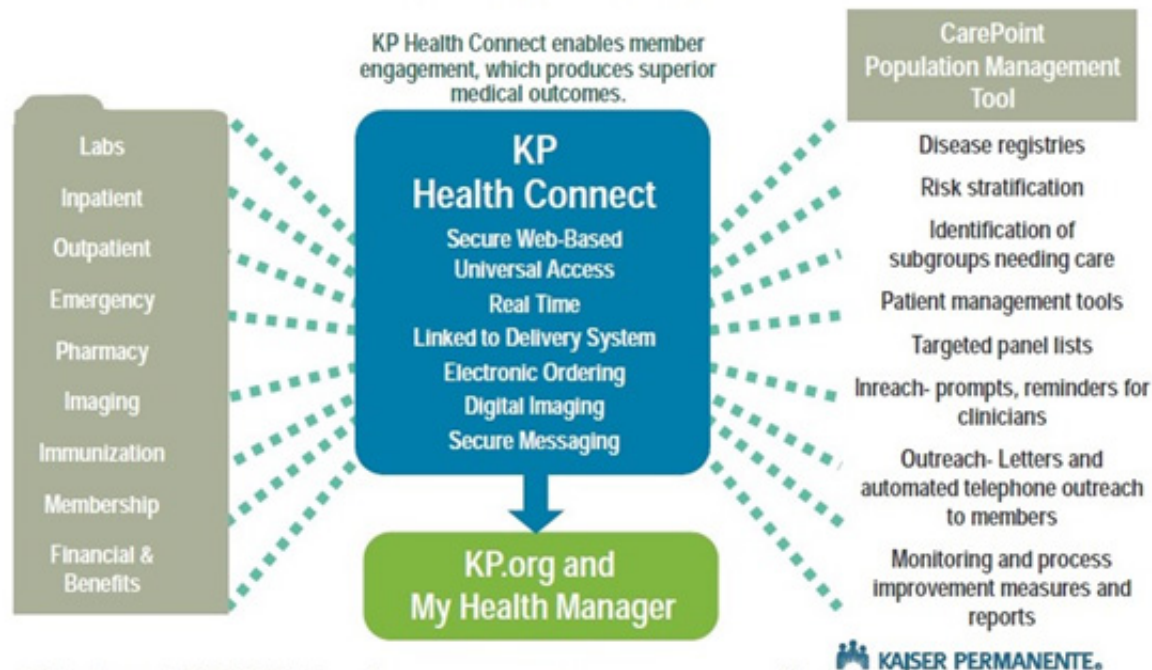 KP Health Connect enables member
engagement, which produces superior
medical outcomes.
Labs
Inpatient
Outpatient
Emergency
Pharmacy
Imaging
Immunization
Membership
Financial &
Benefits
KP
Health Connect
Secure Web-Based
Universal Access
Real Time
Linked to Delivery System
Electronic Ordering
Digital Imaging
Secure Messaging
KP.org and
My Health Manager
CarePoint
Population Management
Tool
Disease registries
Risk stratification
Identification of
subgroups needing care
Patient management tools
Targeted panel lists
Inreach- prompts, reminders for
clinicians
Outreach- Letters and
automated telephone outreach
to members
Monitoring and process
improvement measures and
reports
KAISER PERMANENTE.